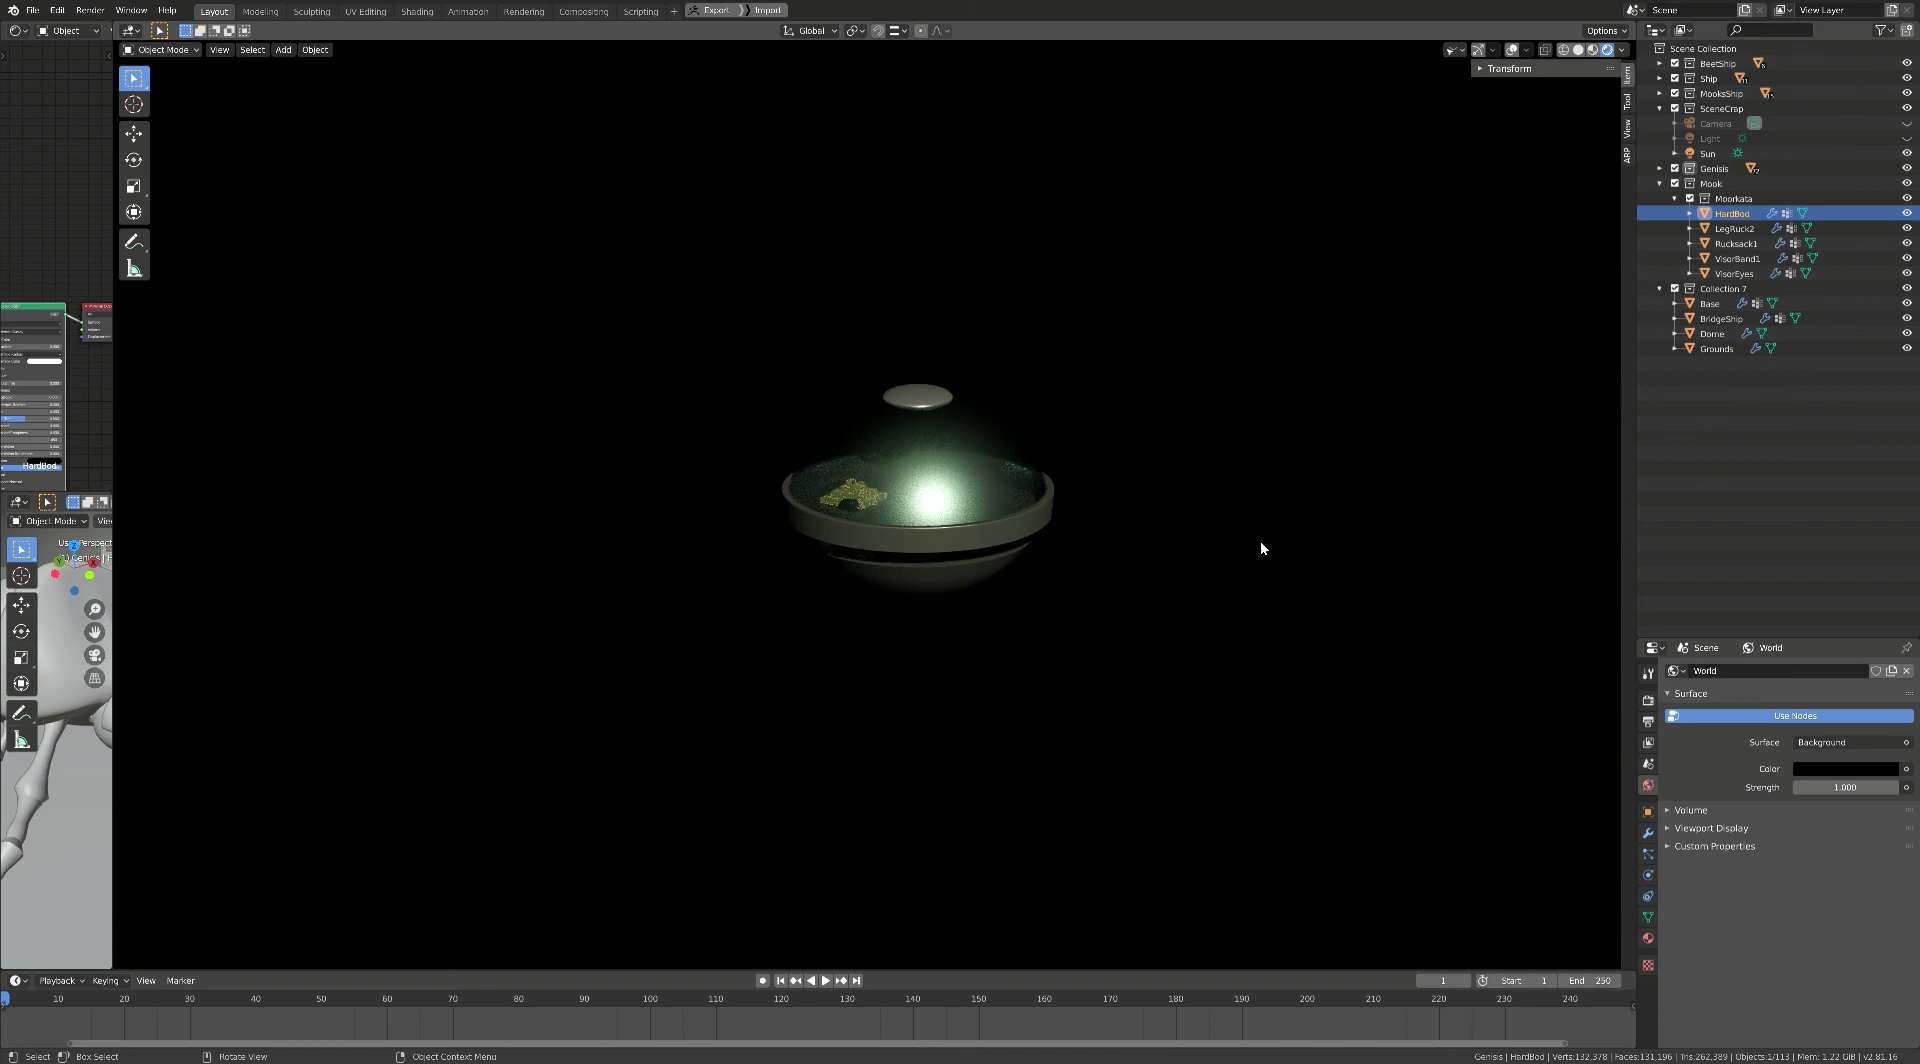 File Edit Render Window Help Layout Modeling Sculpting UV Editing Shading Animation Rendering Compositing Scripting + Export Import Scene View Layer
Object Global Options
Object Mode View Select Add Object
Transform
Item
Tool
View
ARP
Scene Collection
BeetShip
Ship
MooksShip
SceneCrap
Camera
Light
Sun
Genisis
Mook
Moorkata
HardBod
LegRuck2
Rucksack1
VisorBand1
VisorEyes
Collection 7
Base
BridgeShip
Dome
Grounds
Surface
Volume
HardBod
Object Mode
Scene World
World
Surface
Use Nodes
Surface Background
Color
Strength 1.000
Volume
Viewport Display
Custom Properties
Playback Keying View Marker 1 Start 1 End 250
10 20 30 40 50 60 70 80 90 100 110 120 130 140 150 160 170 180 190 200 210 220 230 240
Select Box Select Rotate View Object Context Menu Genisis | HardBod | Verts:132,378 | Faces:131,196 | Tris:262,389 | Objects:1/113 | Mem: 1.22 GiB | v2.81.16